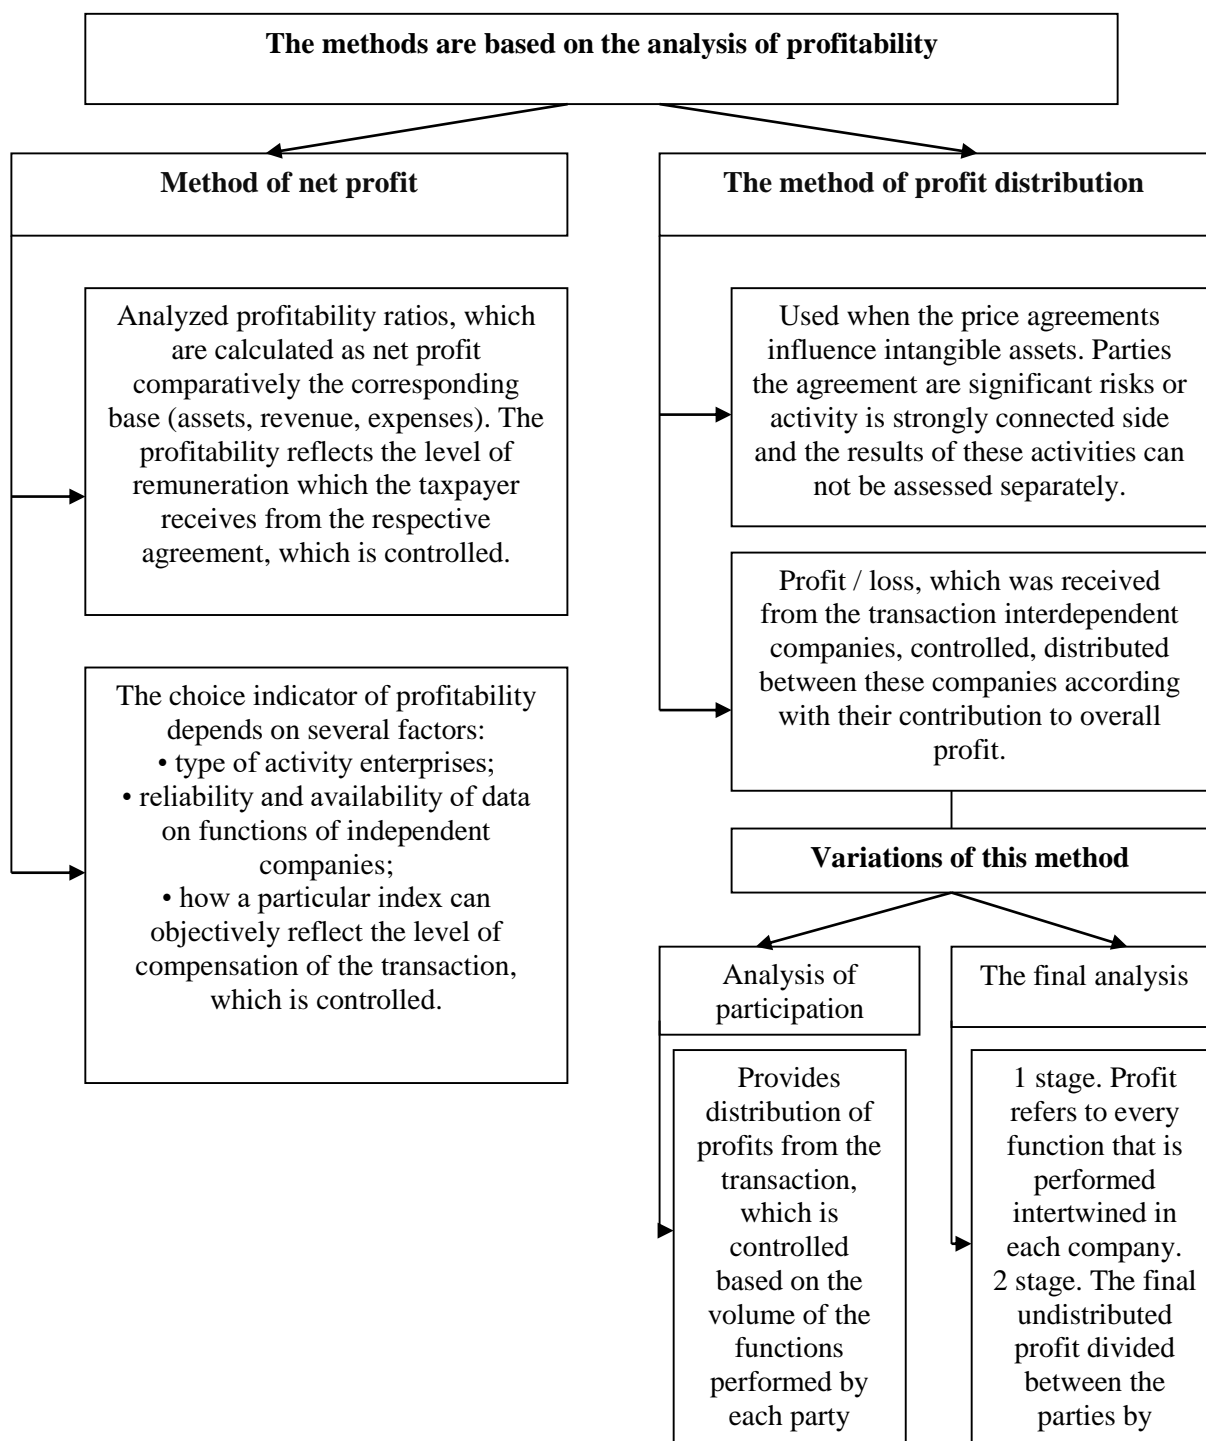 The methods are based on the analysis of profitability
Method of net profit
Analyzed profitability ratios, which
are calculated as net profit
comparatively the corresponding
base (assets, revenue, expenses). The
profitability reflects the level of
remuneration which the taxpayer
receives from the respective
agreement, which is controlled.
The choice indicator of profitability
depends on several factors:
• type of activity enterprises;
• reliability and availability of data
on functions of independent
companies;
• how a particular index can
objectively reflect the level of
compensation of the transaction,
which is controlled.
The method of profit distribution
Used when the price agreements
influence intangible assets. Parties
the agreement are significant risks or
activity is strongly connected side
and the results of these activities can
not be assessed separately.
Profit / loss, which was received
from the transaction interdependent
companies, controlled, distributed
between these companies according
with their contribution to overall
profit.
Variations of this method
Analysis of
participation
Provides
distribution of
profits from the
transaction,
which is
controlled
based on the
volume of the
functions
performed by
each party
The final analysis
1 stage. Profit
refers to every
function that is
performed
intertwined in
each company.
2 stage. The final
undistributed
profit divided
between the
parties by